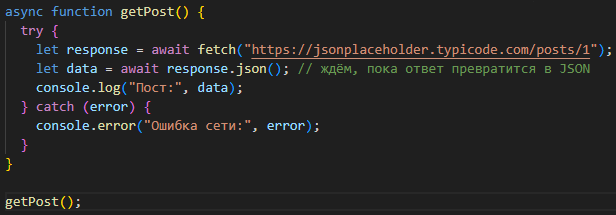 async function getPost() {
  try {
    let response = await fetch("https://jsonplaceholder.typicode.com/posts/1");
    let data = await response.json(); // ждём, пока ответ превратится в JSON
    console.log("Пост:", data);
  } catch (error) {
    console.error("Ошибка сети:", error);
  }
}

getPost();